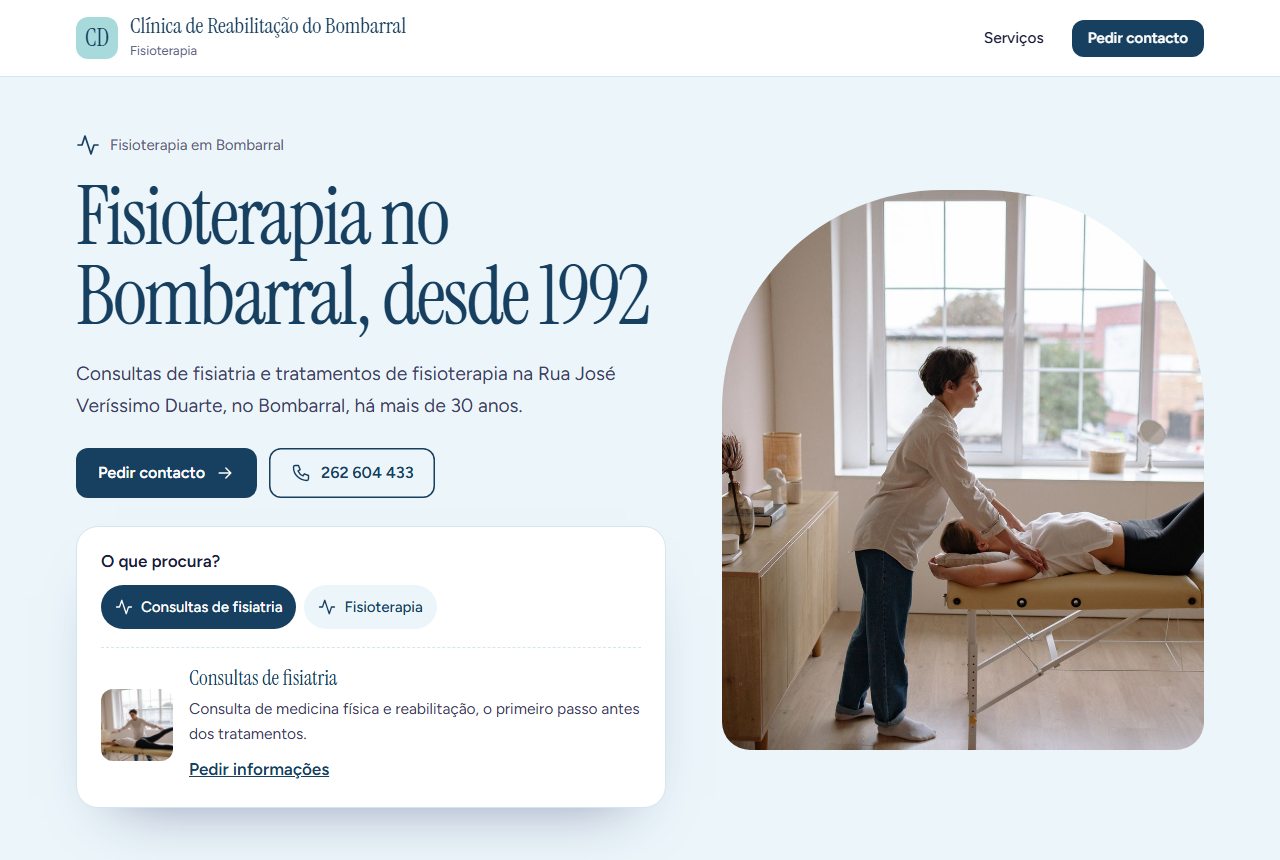 CD
Clínica de Reabilitação do Bombarral
Fisioterapia
Serviços
Pedir contacto
Fisioterapia em Bombarral
Fisioterapia no
Bombarral, desde 1992
Consultas de fisiatria e tratamentos de fisioterapia na Rua José
Veríssimo Duarte, no Bombarral, há mais de 30 anos.
Pedir contacto
262 604 433
O que procura?
Consultas de fisiatria
Fisioterapia
Consultas de fisiatria
Consulta de medicina física e reabilitação, o primeiro passo antes
dos tratamentos.
Pedir informações